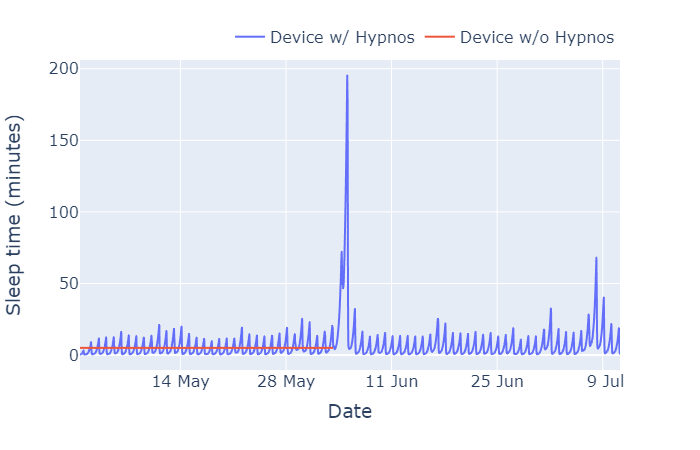 Device w/ Hypnos Device w/o Hypnos
200
150
100
50
0
Sleep time (minutes)
14 May 28 May 11 Jun 25 Jun 9 Jul
Date